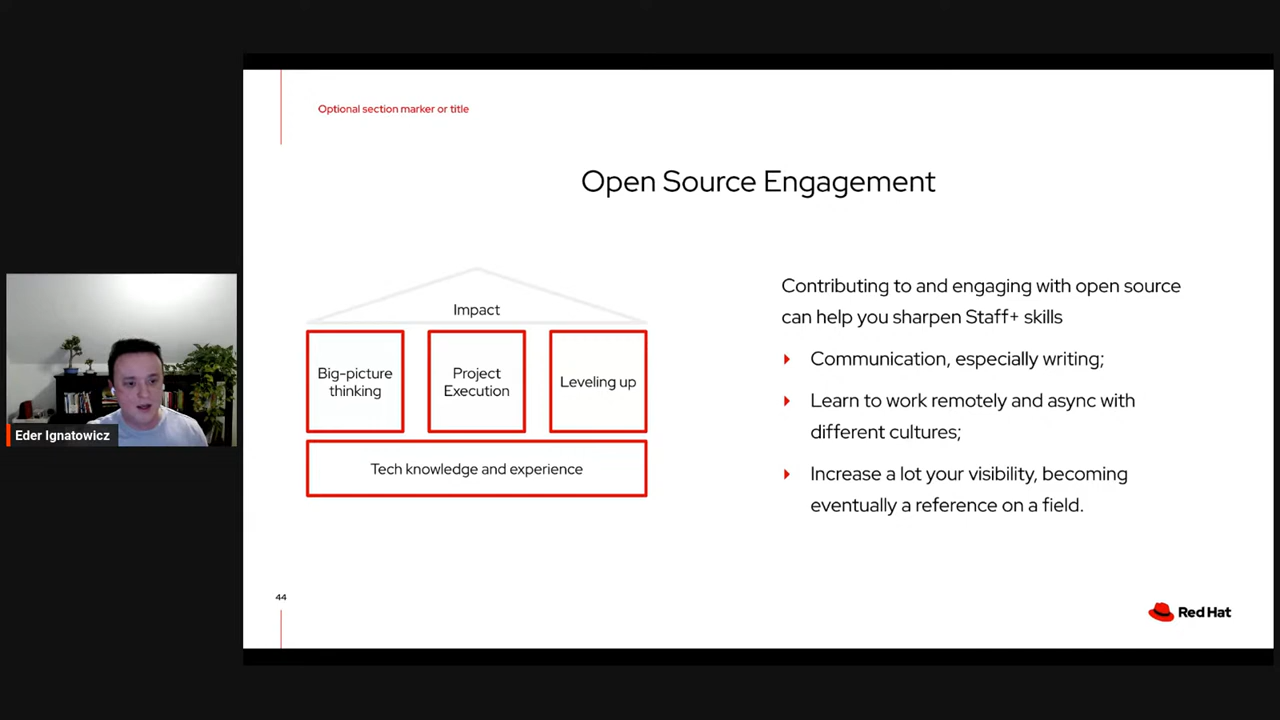 Optional section marker or title
Open Source Engagement
Impact
Big-picture
thinking
Project
Execution
Leveling up
Tech knowledge and experience
Contributing to and engaging with open source
can help you sharpen Staff+ skills
Communication, especially writing;
Learn to work remotely and async with
different cultures;
Increase a lot your visibility, becoming
eventually a reference on a field.
Eder Ignatowicz
44
Red Hat